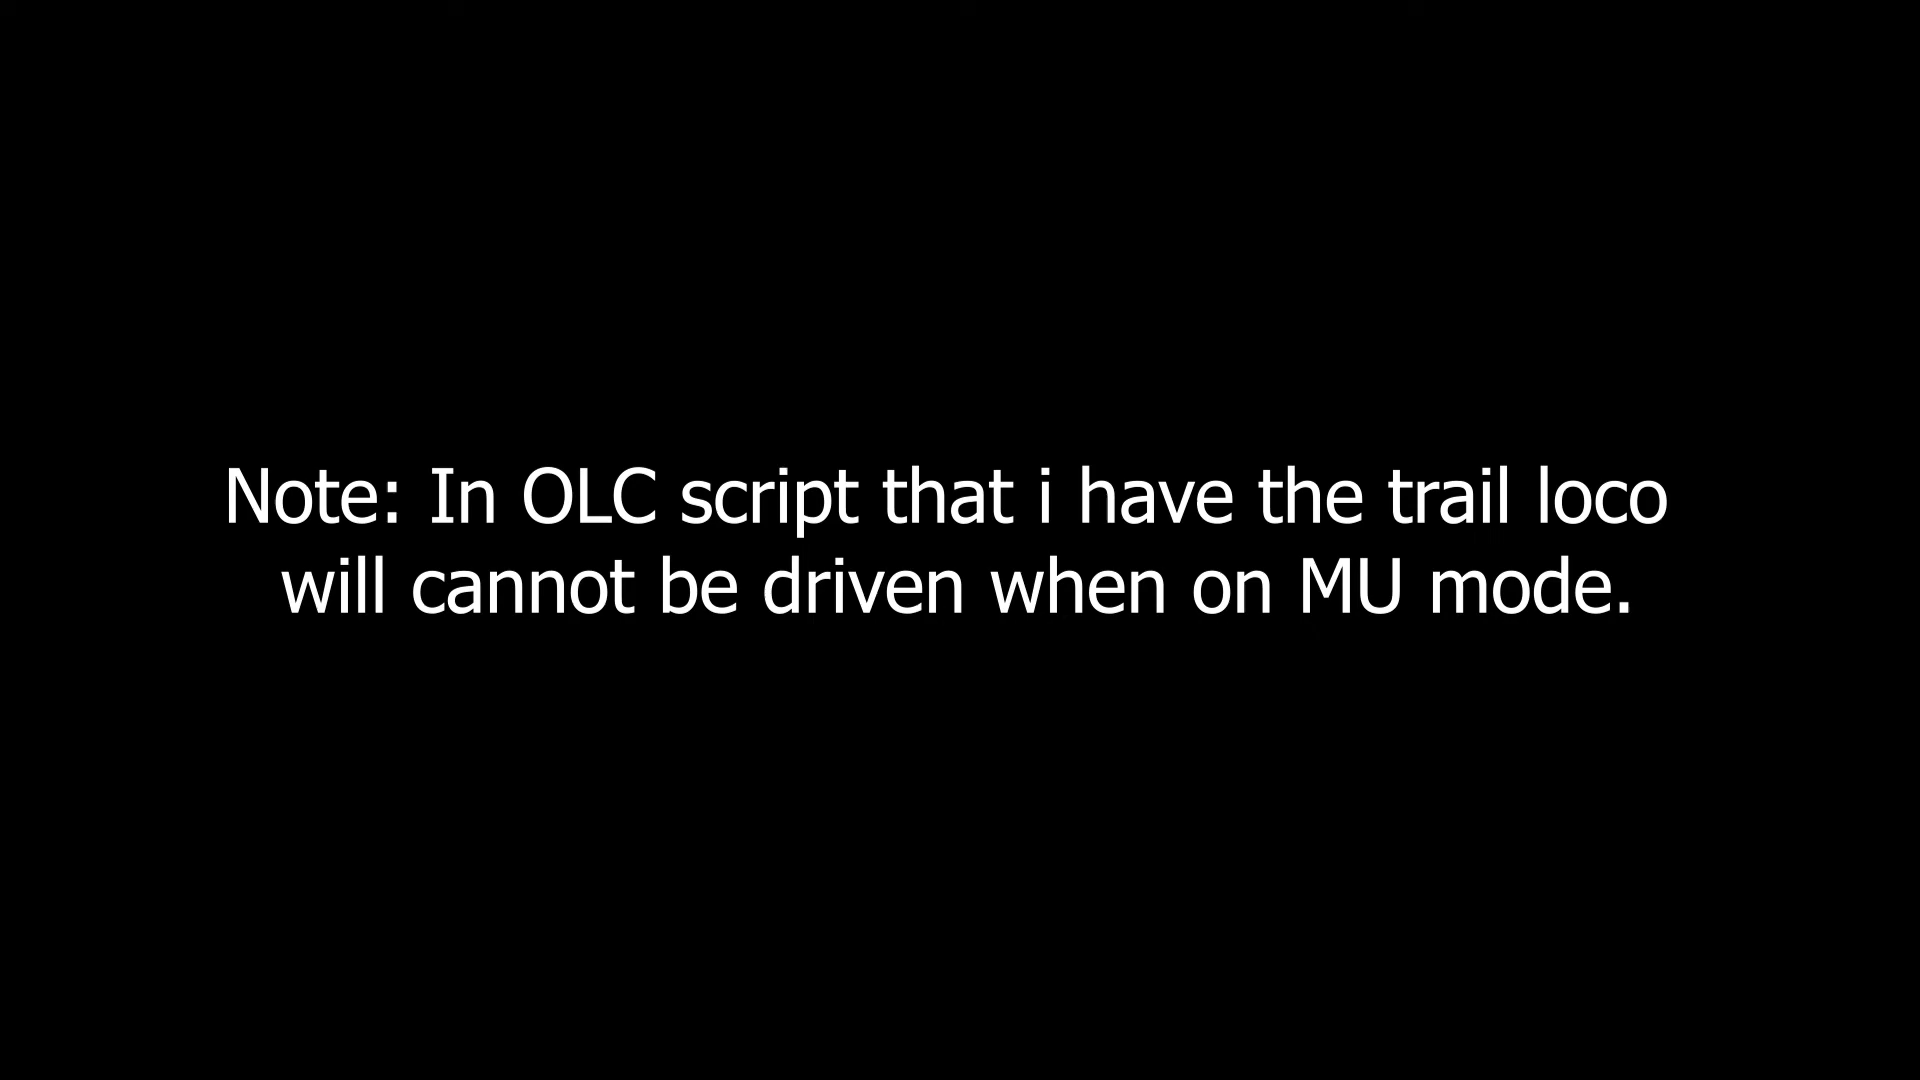 Note: In OLC script that i have the trail loco
will cannot be driven when on MU mode.